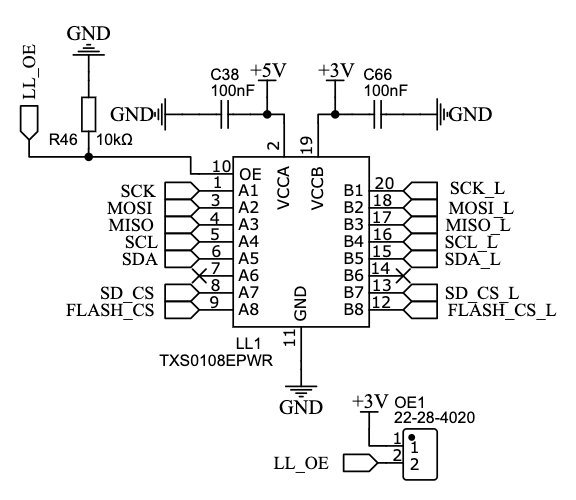 GND
LL_OE
C38
100nF
+5V
+3V
C66
100nF
GND
GND
R46
10kΩ
2
19
10
OE
VCCA
VCCB
SCK
1
A1
B1
20
SCK_L
MOSI
3
A2
B2
18
MOSI_L
MISO
4
A3
B3
17
MISO_L
SCL
5
A4
B4
16
SCL_L
SDA
6
A5
B5
15
SDA_L
7
A6
B6
14
SD_CS
8
A7
B7
13
SD_CS_L
FLASH_CS
9
A8
B8
12
FLASH_CS_L
GND
11
LL1
TXS0108EPWR
GND
+3V
OE1
22-28-4020
1
1
LL_OE
2
2